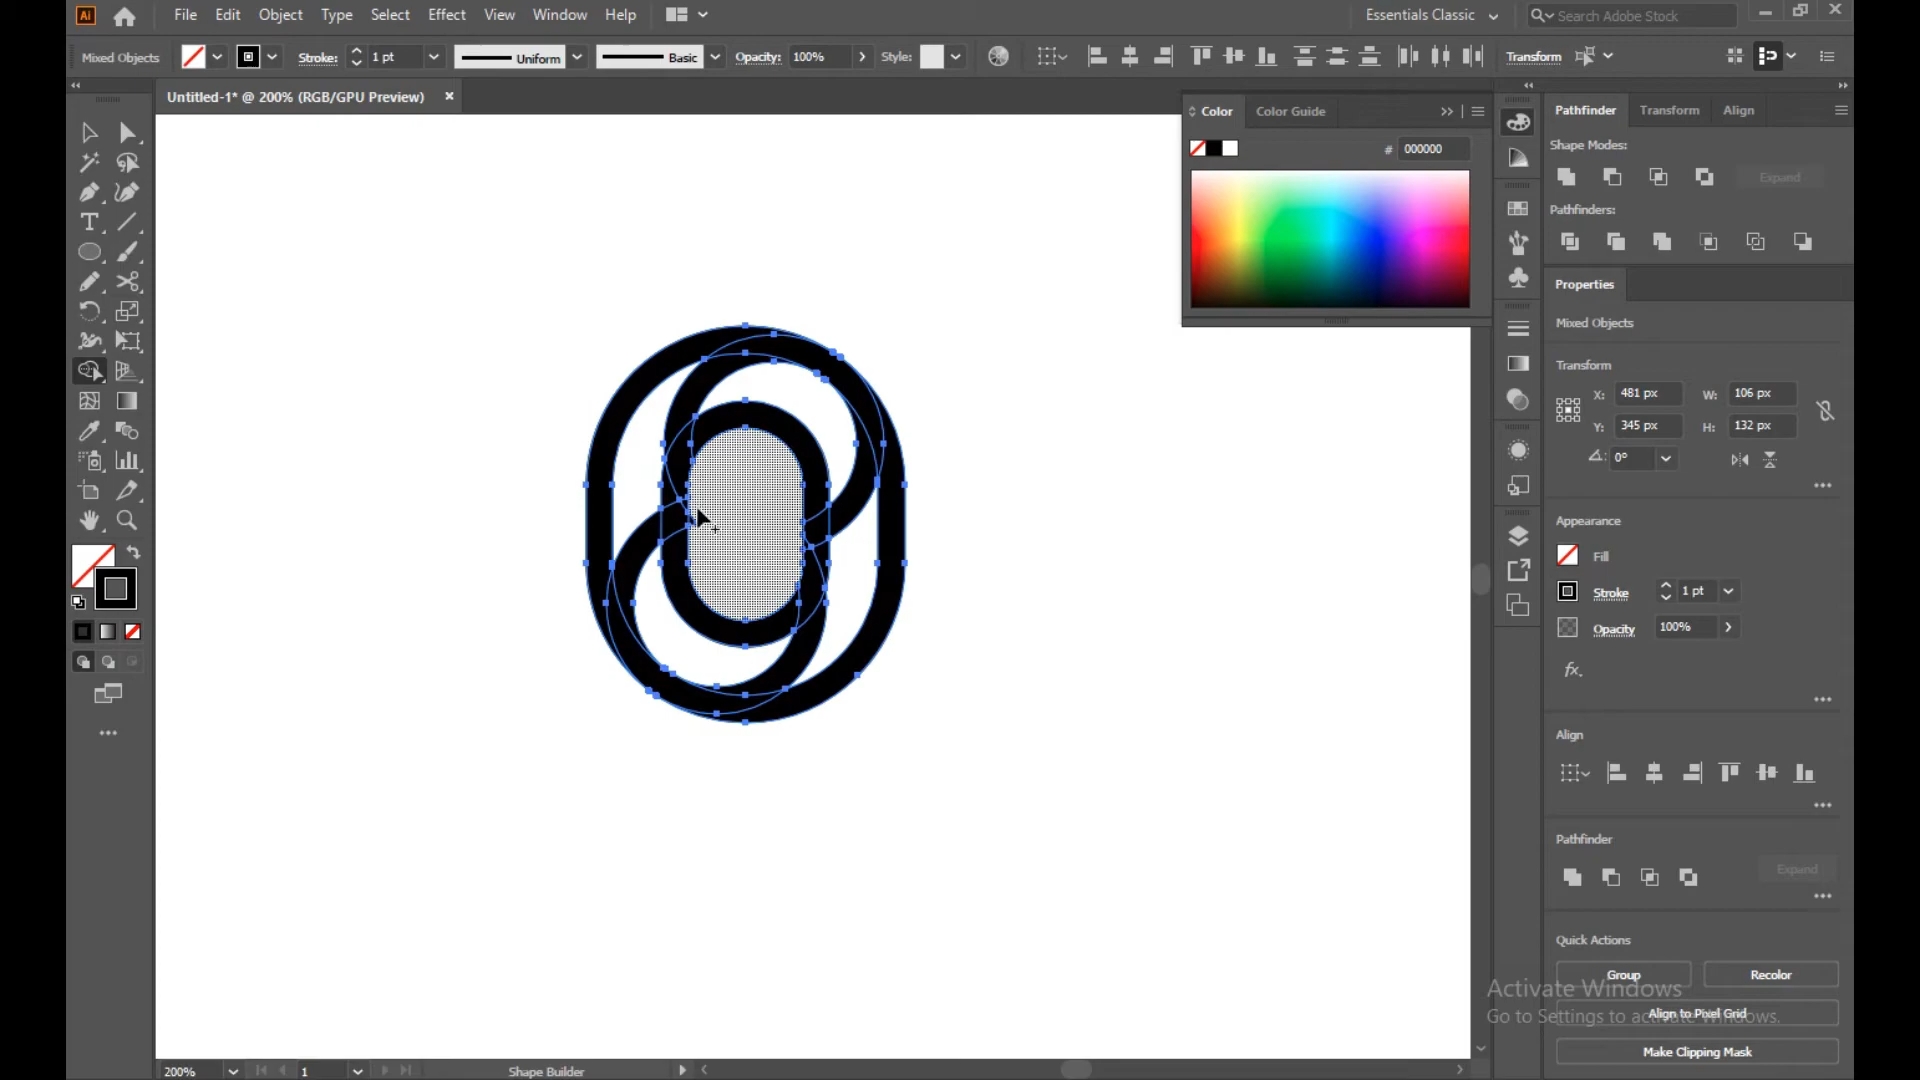 Ai File Edit Object Type Select Effect View Window Help Essentials Classic Search Adobe Stock
Mixed Objects Stroke: 1 pt Uniform Basic Opacity: 100% Style: Transform
Untitled-1* @ 200% (RGB/GPU Preview)
Color Color Guide
# 000000
Pathfinder Transform Align
Shape Modes:
Expand
Pathfinders:
Properties
Mixed Objects
Transform
X: 481 px W: 106 px
Y: 345 px H: 132 px
0°
Appearance
Fill
Stroke 1 pt
Opacity 100%
fx.
Align
Pathfinder
Expand
Quick Actions
Group Recolor
Activate Windows
Align to Pixel Grid
Go to Settings to activate Windows.
Make Clipping Mask
200% 1 Shape Builder